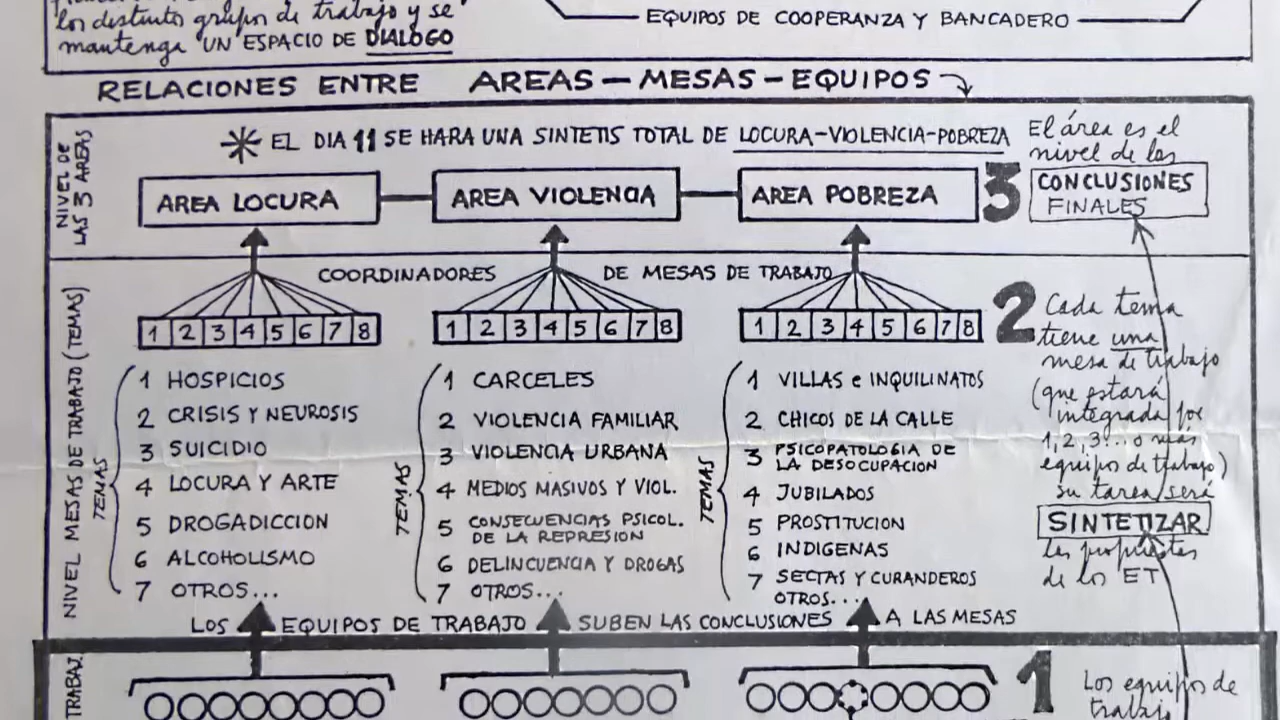 los distintos grupos de trabajo y se
mantenga UN ESPACIO DE DIALOGO
EQUIPOS DE COOPERANZA Y BANCADERO
RELACIONES ENTRE AREAS-MESAS-EQUIPOS
NIVEL DE
LAS 3 AREAS
EL DIA 11 SE HARA UNA SINTETIS TOTAL DE LOCURA-VIOLENCIA-POBREZA
AREA LOCURA
AREA VIOLENCIA
AREA POBREZA
3
El área es el
nivel de las
CONCLUSIONES
FINALES
NIVEL MESAS DE TRABAJO (TEMAS)
COORDINADORES DE MESAS DE TRABAJO
1 2 3 4 5 6 7 8
1 2 3 4 5 6 7 8
1 2 3 4 5 6 7 8
TEMAS
1 HOSPICIOS
2 CRISIS Y NEUROSIS
3 SUICIDIO
4 LOCURA Y ARTE
5 DROGADICCION
6 ALCOHOLISMO
7 OTROS...
TEMAS
1 CARCELES
2 VIOLENCIA FAMILIAR
3 VIOLENCIA URBANA
4 MEDIOS MASIVOS Y VIOL.
5 CONSECUENCIAS PSICOL.
DE LA REPRESION
6 DELINCUENCIA Y DROGAS
7 OTROS...
TEMAS
1 VILLAS e INQUILINATOS
2 CHICOS DE LA CALLE
3 PSICOPATOLOGIA DE
LA DESOCUPACION
4 JUBILADOS
5 PROSTITUCION
6 INDIGENAS
7 SECTAS Y CURANDEROS
OTROS...
2
Cada tema
tiene una
mesa de trabajo
(que estará
integrada por
1, 2, 3!.. o mas
equipos de trabajo)
su tarea será
SINTETIZAR
las propuestas
de los ET
LOS EQUIPOS DE TRABAJO SUBEN LAS CONCLUSIONES A LAS MESAS
TRABAJ
1
Los equipos de
trabajo